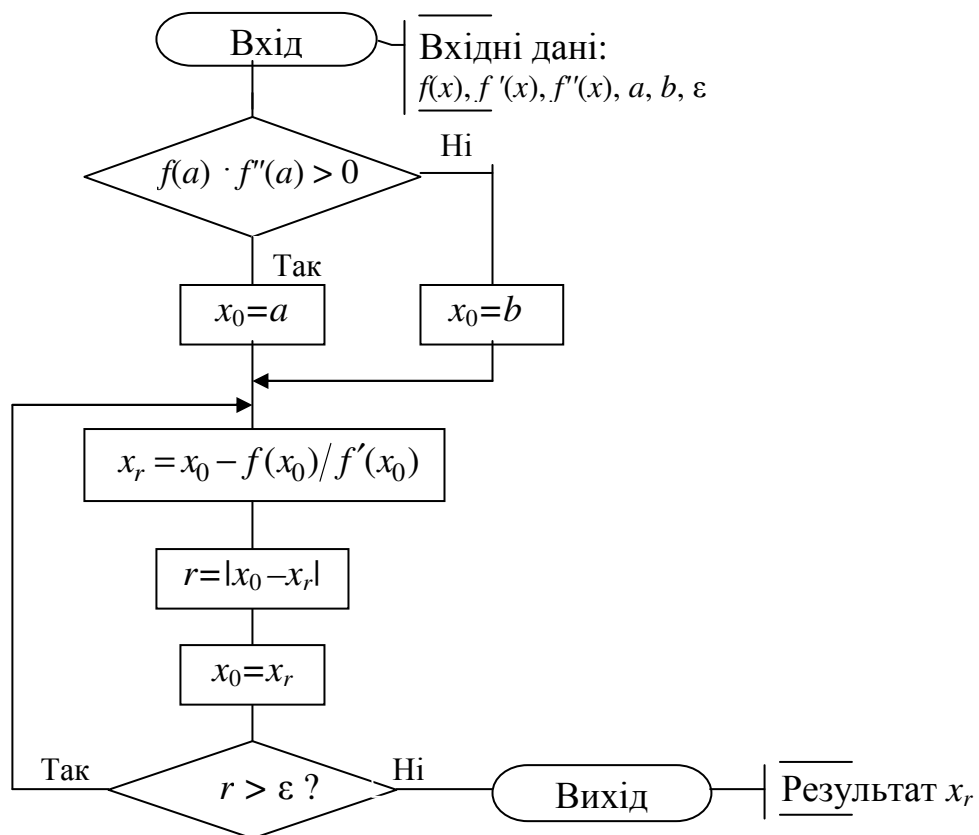 Вхід
Вхідні дані:
f(x), f '(x), f''(x), a, b, ε
f(a) · f''(a) > 0
Ні
Так
x₀=a
x₀=b
xᵣ = x₀ − f(x₀)/f′(x₀)
r=|x₀−xᵣ|
x₀=xᵣ
Так
r > ε ?
Ні
Вихід
Результат xᵣ